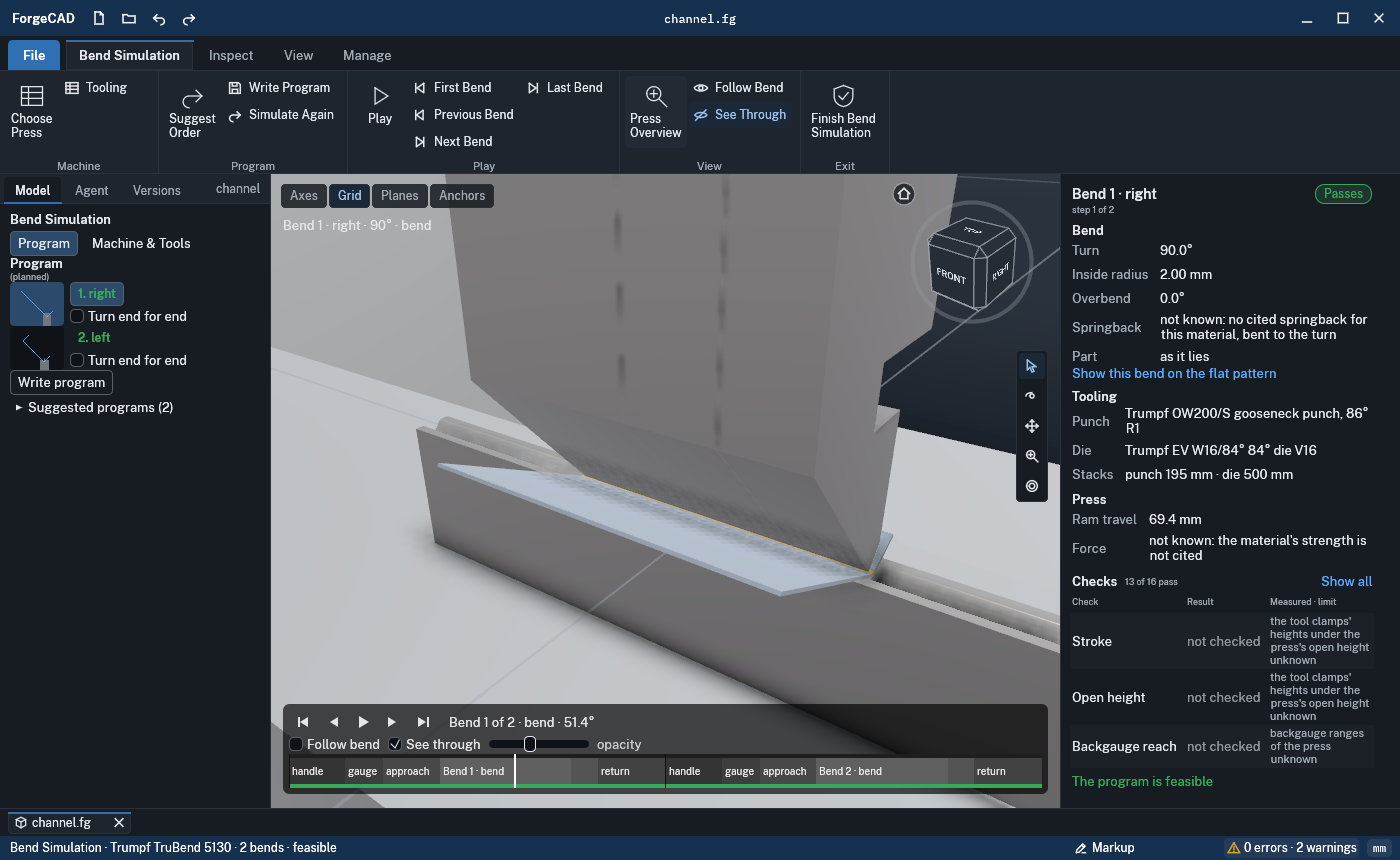 ForgeCAD
channel.fg
File
Bend Simulation
Inspect
View
Manage
Choose Press
Tooling
Machine
Suggest Order
Write Program
Simulate Again
Program
Play
First Bend
Previous Bend
Next Bend
Last Bend
Play
Press Overview
Follow Bend
See Through
View
Finish Bend Simulation
Exit
Model
Agent
Versions
channel
Bend Simulation
Program
Machine & Tools
Program
(planned)
1. right
Turn end for end
2. left
Turn end for end
Write program
Suggested programs (2)
Axes
Grid
Planes
Anchors
Bend 1 · right · 90° · bend
TOP
FRONT
RIGHT
Bend 1 of 2 · bend · 51.4°
Follow bend
See through
opacity
handle
gauge
approach
Bend 1 · bend
return
handle
gauge
approach
Bend 2 · bend
return
Bend 1 · right
Passes
step 1 of 2
Bend
Turn 90.0°
Inside radius 2.00 mm
Overbend 0.0°
Springback not known: no cited springback for
this material, bent to the turn
Part as it lies
Show this bend on the flat pattern
Tooling
Punch Trumpf OW200/S gooseneck punch, 86°
R1
Die Trumpf EV W16/84° 84° die V16
Stacks punch 195 mm · die 500 mm
Press
Ram travel 69.4 mm
Force not known: the material's strength is
not cited
Checks 13 of 16 pass Show all
Check Result Measured · limit
Stroke not checked the tool clamps'
heights under the
press's open height
unknown
Open height not checked the tool clamps'
heights under the
press's open height
unknown
Backgauge reach not checked backgauge ranges
of the press
unknown
The program is feasible
channel.fg
Bend Simulation · Trumpf TruBend 5130 · 2 bends · feasible
Markup
0 errors · 2 warnings
mm